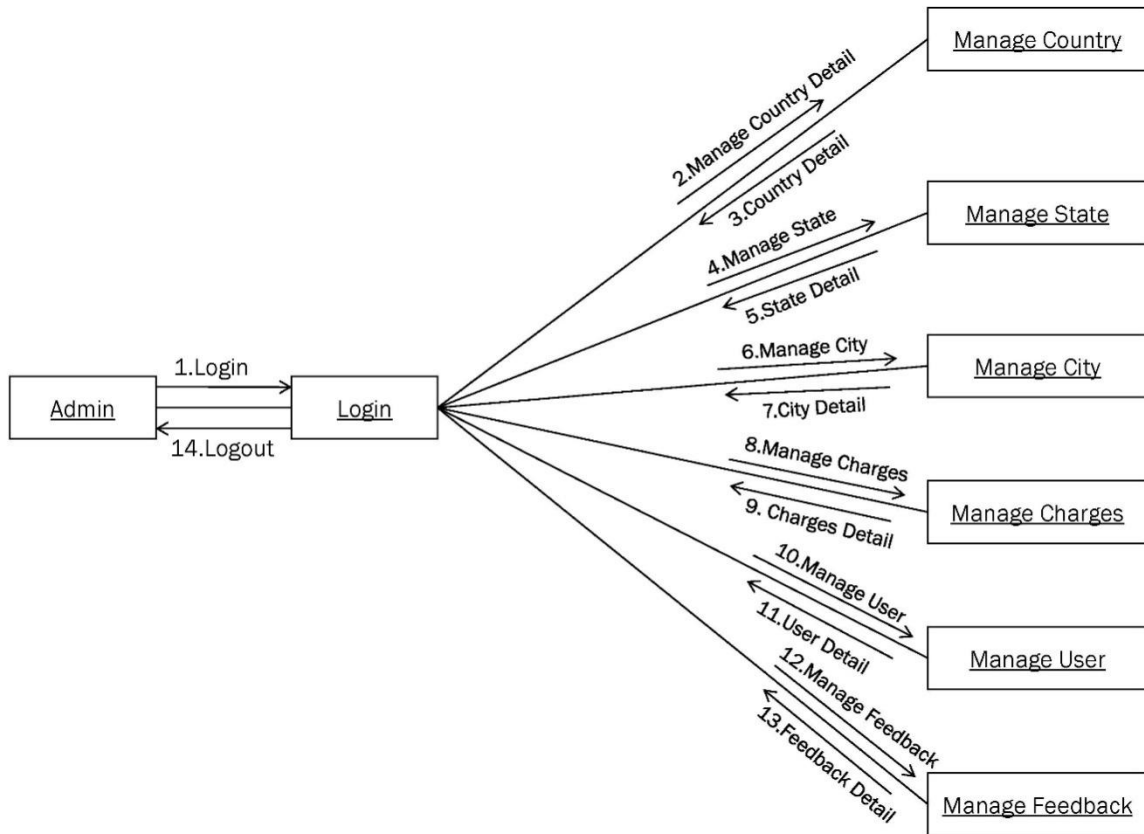 Manage Country
2.Manage Country Detail
3.Country Detail
Manage State
4.Manage State
5.State Detail
6.Manage City
Manage City
7.City Detail
1.Login
Admin
Login
14.Logout
8.Manage Charges
9. Charges Detail
Manage Charges
10.Manage User
11.User Detail
Manage User
12.Manage Feedback
13.Feedback Detail
Manage Feedback